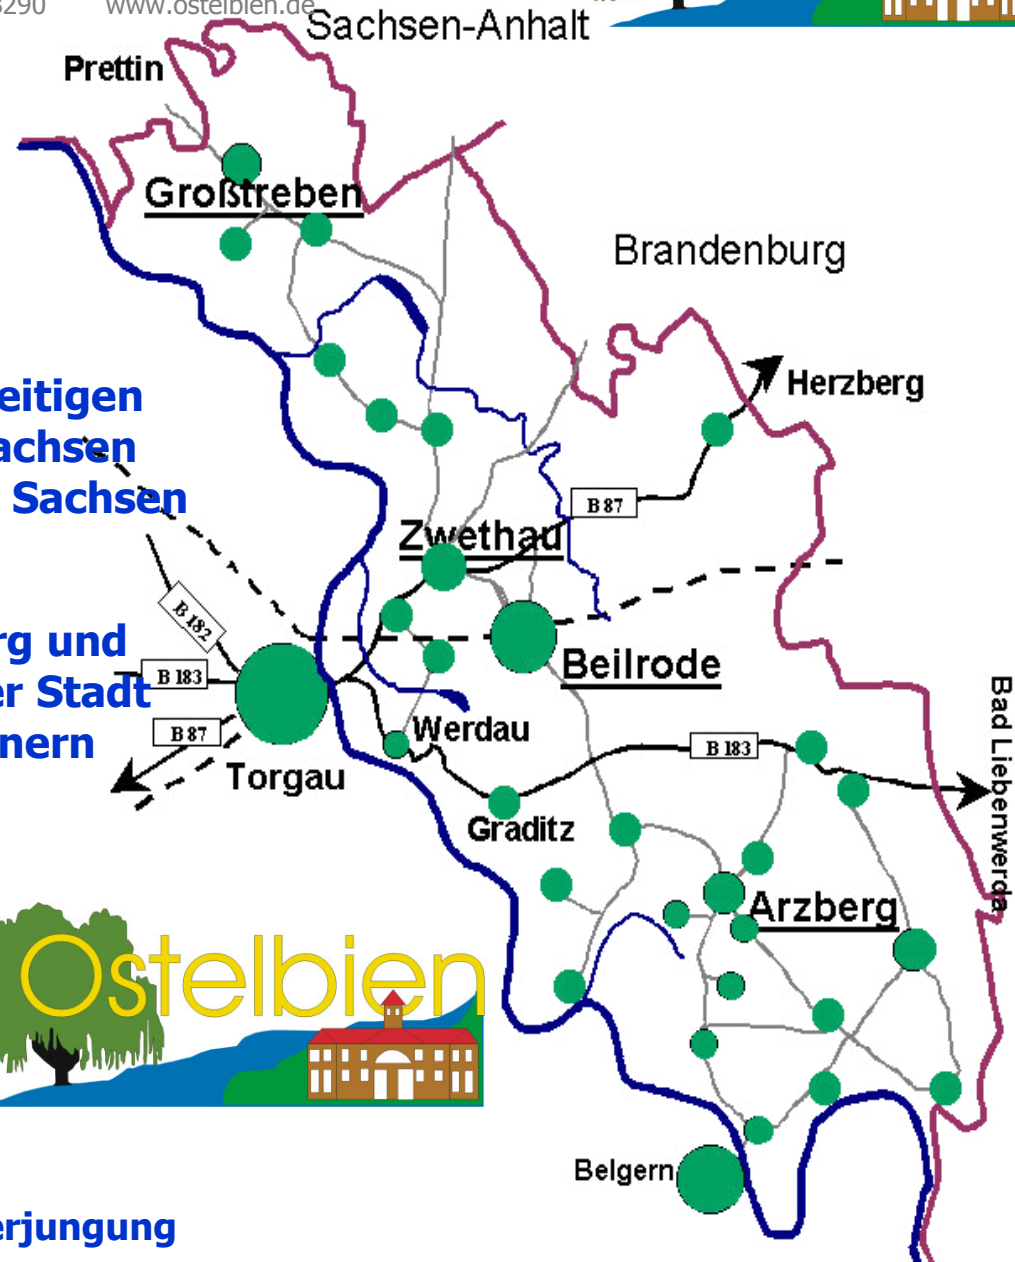 3290 www.ostelbien.de
Sachsen-Anhalt
Prettin
Großtreben
Brandenburg
eitigen
Herzberg
achsen
Sachsen
B 87
Zwethau
B 182
rg und
Beilrode
B 183
er Stadt
B 87
nern
Werdau
B 183
Bad Liebenwerda
Torgau
Graditz
Arzberg
Ostelbien
Belgern
erjungung